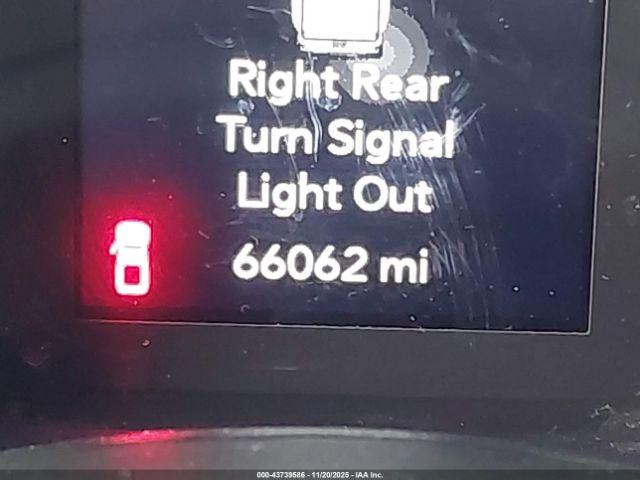 Right Rear
Turn Signal
Light Out
66062 mi
000-43739586 - 11/20/2025 - IAA Inc.